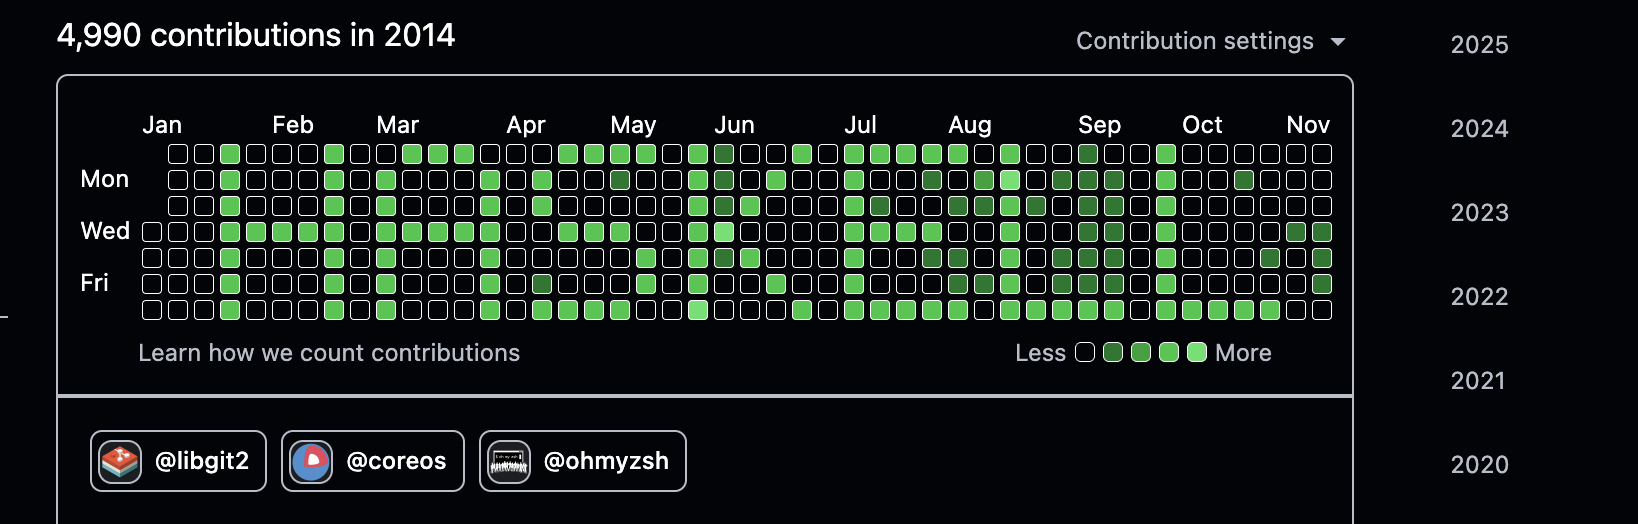 4,990 contributions in 2014
Contribution settings
Jan Feb Mar Apr May Jun Jul Aug Sep Oct Nov
Mon
Wed
Fri
HASKELL
Learn how we count contributions
Less More
@libgit2
@coreos
@ohmyzsh
2025
2024
2023
2022
2021
2020